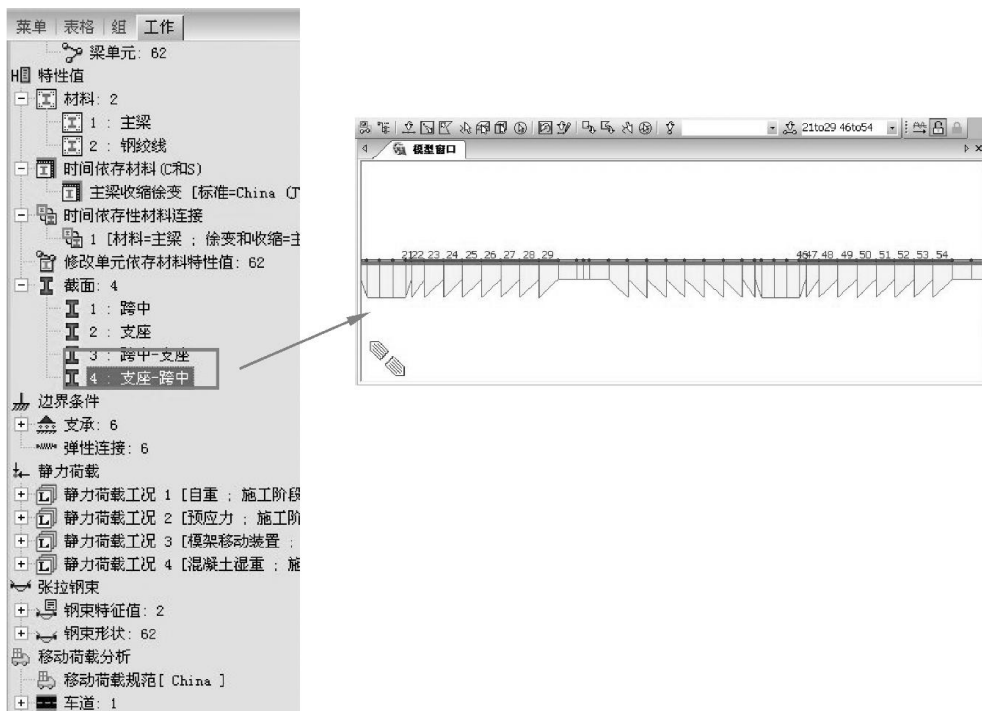 菜单 表格 组 工作
梁单元: 62
特性值
材料: 2
1 : 主梁
2 : 钢绞线
时间依存材料(C和S)
主梁收缩徐变 [标准=China (J
时间依存性材料连接
1 [材料=主梁 ; 徐变和收缩=主
修改单元依存材料特性值: 62
截面: 4
1 : 跨中
2 : 支座
3 : 跨中-支座
4 : 支座-跨中
边界条件
支承: 6
弹性连接: 6
静力荷载
静力荷载工况 1 [自重 ; 施工阶段
静力荷载工况 2 [预应力 ; 施工阶
静力荷载工况 3 [模架移动装置 ;
静力荷载工况 4 [混凝土湿重 ; 施
张拉钢束
钢束特征值: 2
钢束形状: 62
移动荷载分析
移动荷载规范[ China ]
车道: 1
21to29 46to54
模型窗口
21 22 23 24 25 26 27 28 29 46 47 48 49 50 51 52 53 54